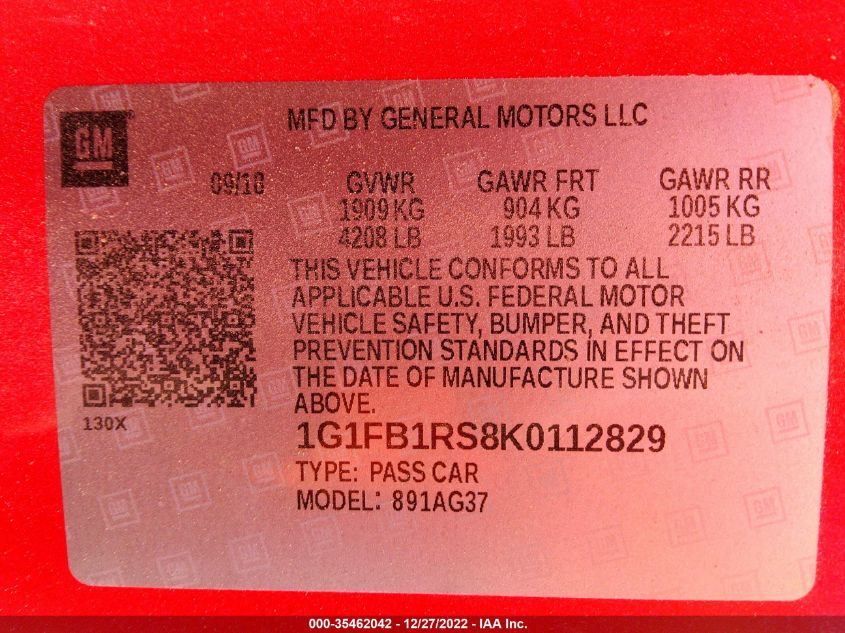 MFD BY GENERAL MOTORS LLC
GM
09/18 GVWR GAWR FRT GAWR RR
1909 KG 904 KG 1005 KG
4208 LB 1993 LB 2215 LB
THIS VEHICLE CONFORMS TO ALL
APPLICABLE U.S. FEDERAL MOTOR
VEHICLE SAFETY, BUMPER, AND THEFT
PREVENTION STANDARDS IN EFFECT ON
THE DATE OF MANUFACTURE SHOWN
ABOVE.
130X
1G1FB1RS8K0112829
TYPE: PASS CAR
MODEL: 891AG37
000-35462042 - 12/27/2022 - IAA Inc.